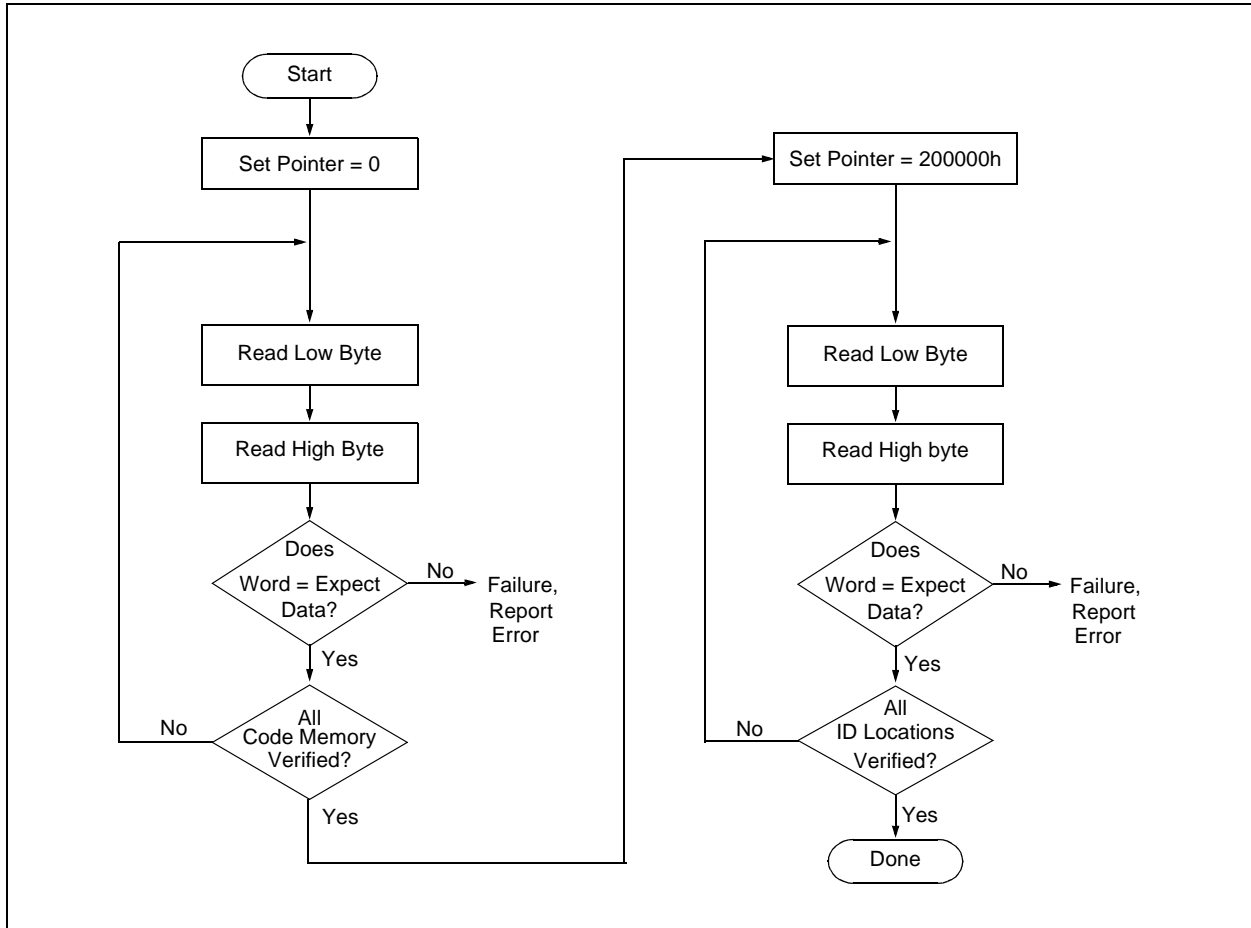 Start
Set Pointer = 0
Read Low Byte
Read High Byte
Does
Word = Expect
Data?
No
Failure,
Report
Error
Yes
All
Code Memory
Verified?
No
Yes
Set Pointer = 200000h
Read Low Byte
Read High byte
Does
Word = Expect
Data?
No
Failure,
Report
Error
Yes
All
ID Locations
Verified?
No
Yes
Done